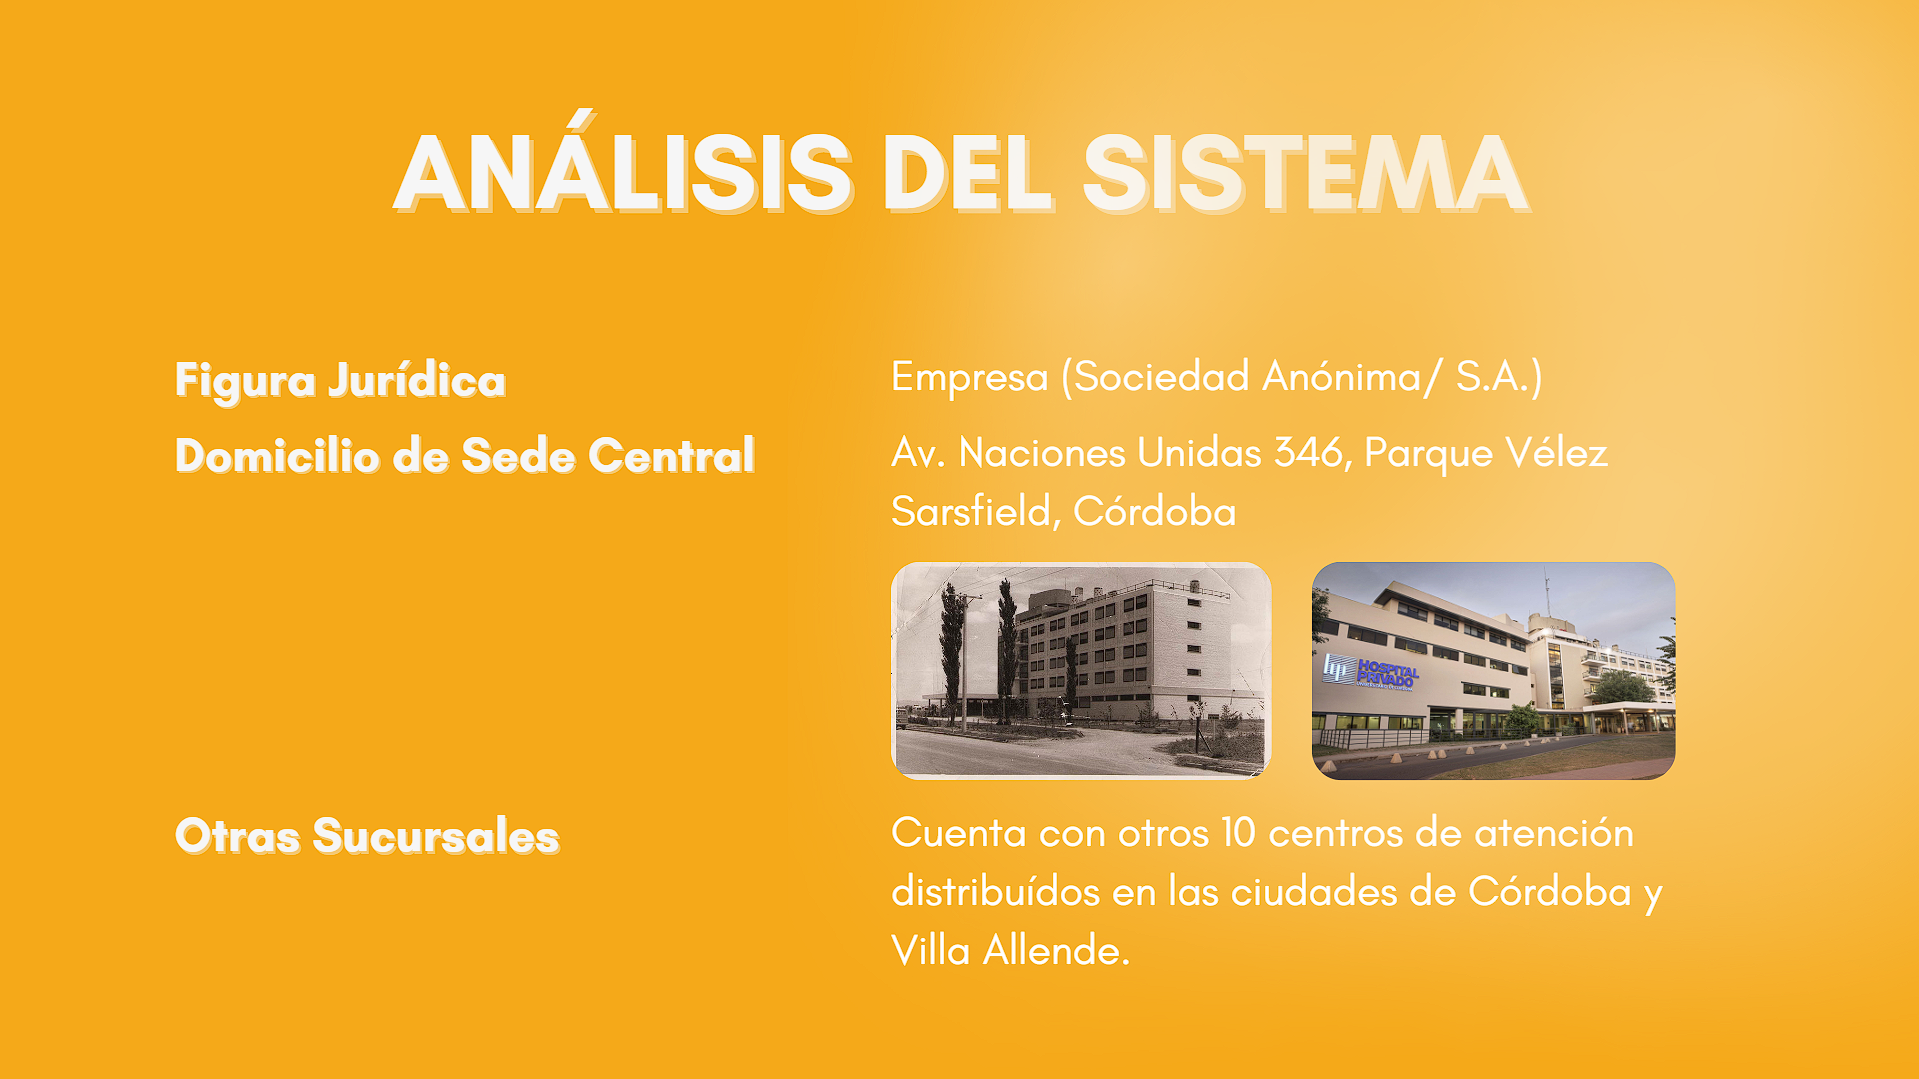 ANÁLISIS DEL SISTEMA
Figura Jurídica
Empresa (Sociedad Anónima/ S.A.)
Domicilio de Sede Central
Av. Naciones Unidas 346, Parque Vélez
Sarsfield, Córdoba
hp
HOSPITAL
PRIVADO
Otras Sucursales
Cuenta con otros 10 centros de atención
distribuídos en las ciudades de Córdoba y
Villa Allende.